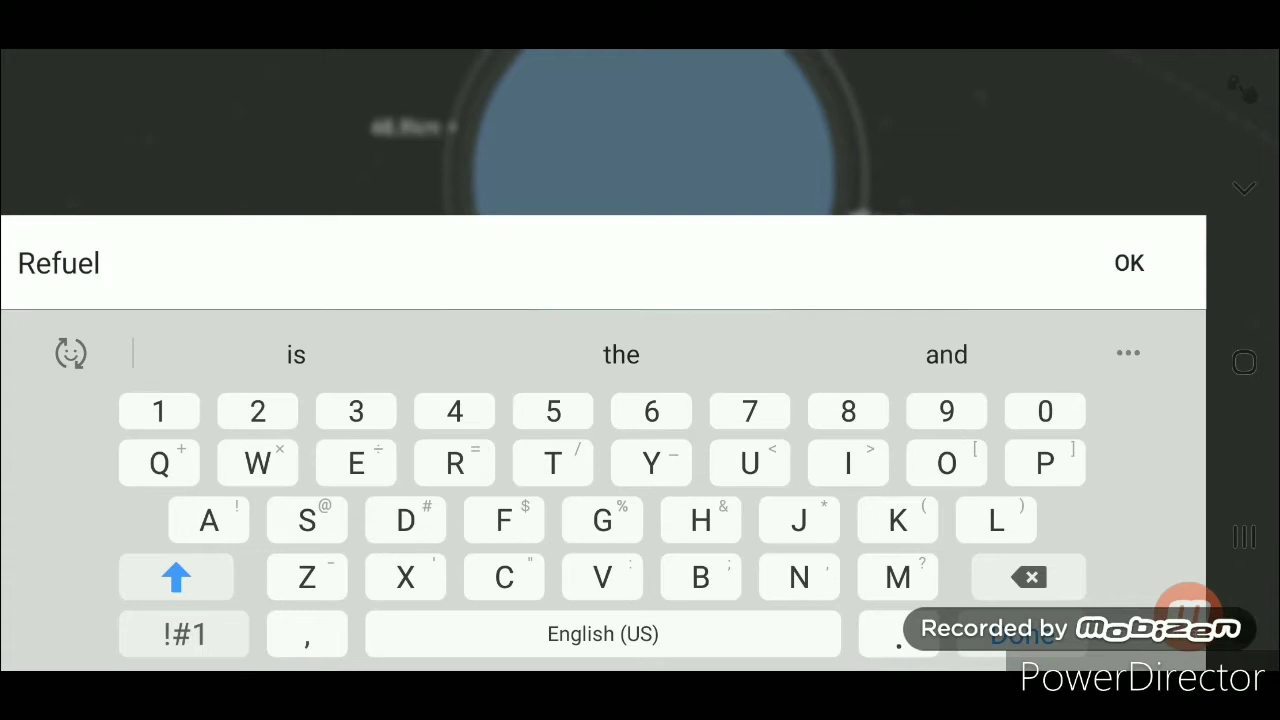 Refuel
OK
is the and •••
1 2 3 4 5 6 7 8 9 0
Q + W × E ÷ R = T / Y _ U < I > O [ P ]
A ! S @ D # F $ G % H & J * K ( L )
Z - X ' C " V : B ; N , M ?
!#1 , English (US) . Done
Recorded by Mobizen
PowerDirector